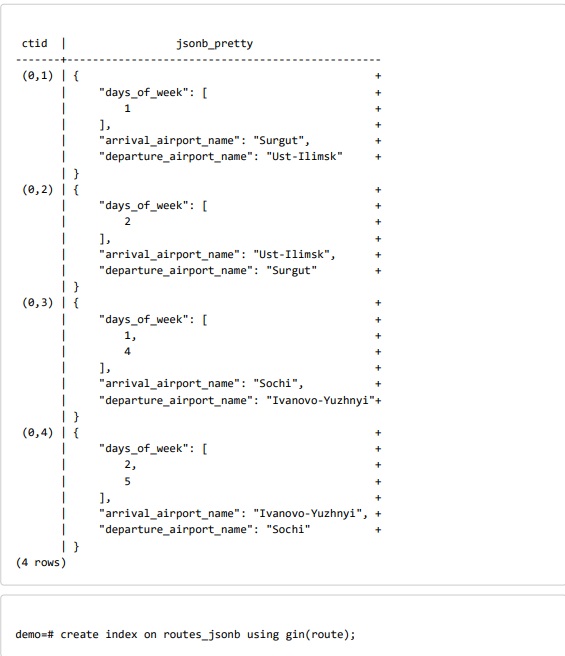 ctid  |                 jsonb_pretty
-------+-------------------------------------------------
 (0,1) | {                                              +
       |     "days_of_week": [                          +
       |         1                                      +
       |     ],                                         +
       |     "arrival_airport_name": "Surgut",          +
       |     "departure_airport_name": "Ust-Ilimsk"     +
       | }
 (0,2) | {                                              +
       |     "days_of_week": [                          +
       |         2                                      +
       |     ],                                         +
       |     "arrival_airport_name": "Ust-Ilimsk",      +
       |     "departure_airport_name": "Surgut"         +
       | }
 (0,3) | {                                              +
       |     "days_of_week": [                          +
       |         1,                                     +
       |         4                                      +
       |     ],                                         +
       |     "arrival_airport_name": "Sochi",           +
       |     "departure_airport_name": "Ivanovo-Yuzhnyi"+
       | }
 (0,4) | {                                              +
       |     "days_of_week": [                          +
       |         2,                                     +
       |         5                                      +
       |     ],                                         +
       |     "arrival_airport_name": "Ivanovo-Yuzhnyi", +
       |     "departure_airport_name": "Sochi"          +
       | }
(4 rows)
demo=# create index on routes_jsonb using gin(route);